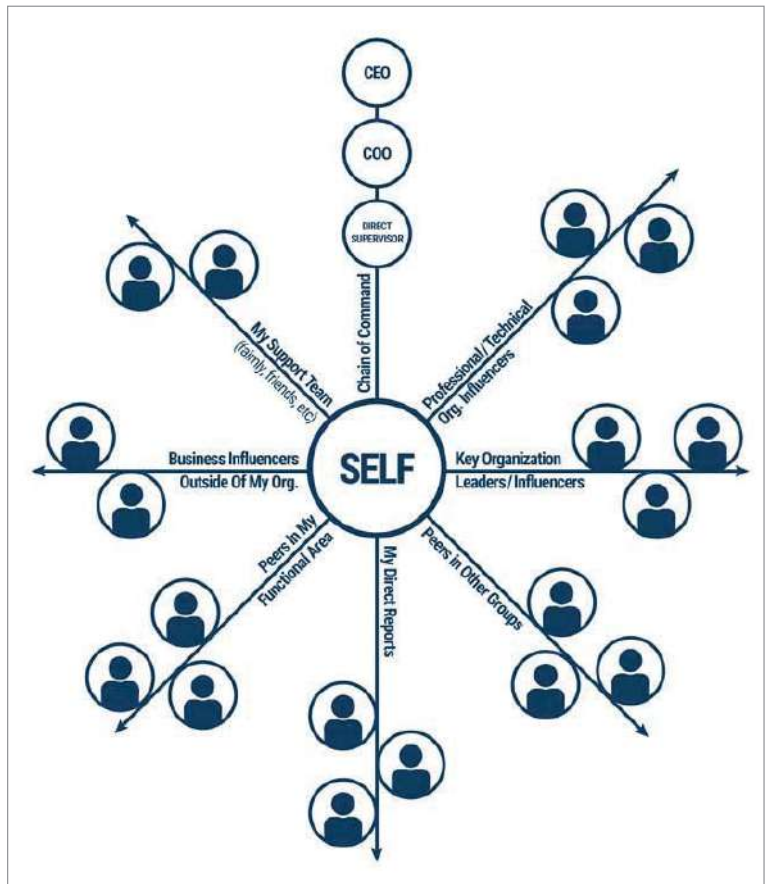 CEO
COO
DIRECT
SUPERVISOR
Chain of Command
My Support Team
(faimly, friends, etc)
Professional/Technical
Org. Influencers
Business Influencers
Outside Of My Org.
SELF
Key Organization
Leaders/Influencers
Peers in My
Functional Area
My Direct Reports
Peers in Other Groups